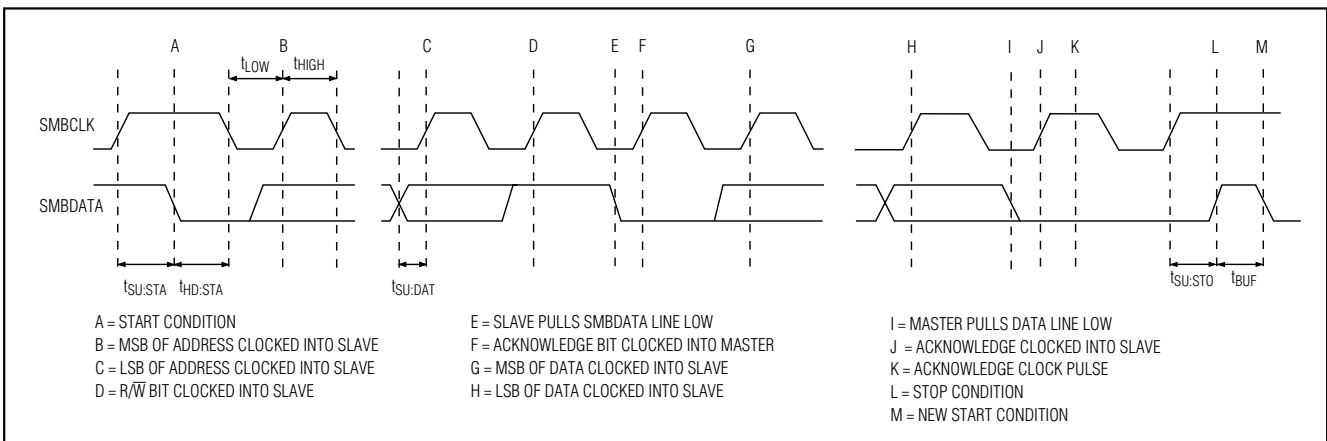 A B C D E F G H I J K L M
tLOW tHIGH
SMBCLK
SMBDATA
tSU:STA tHD:STA tSU:DAT tSU:STO tBUF
A = START CONDITION
B = MSB OF ADDRESS CLOCKED INTO SLAVE
C = LSB OF ADDRESS CLOCKED INTO SLAVE
D = R/W̅ BIT CLOCKED INTO SLAVE
E = SLAVE PULLS SMBDATA LINE LOW
F = ACKNOWLEDGE BIT CLOCKED INTO MASTER
G = MSB OF DATA CLOCKED INTO SLAVE
H = LSB OF DATA CLOCKED INTO SLAVE
I = MASTER PULLS DATA LINE LOW
J = ACKNOWLEDGE CLOCKED INTO SLAVE
K = ACKNOWLEDGE CLOCK PULSE
L = STOP CONDITION
M = NEW START CONDITION